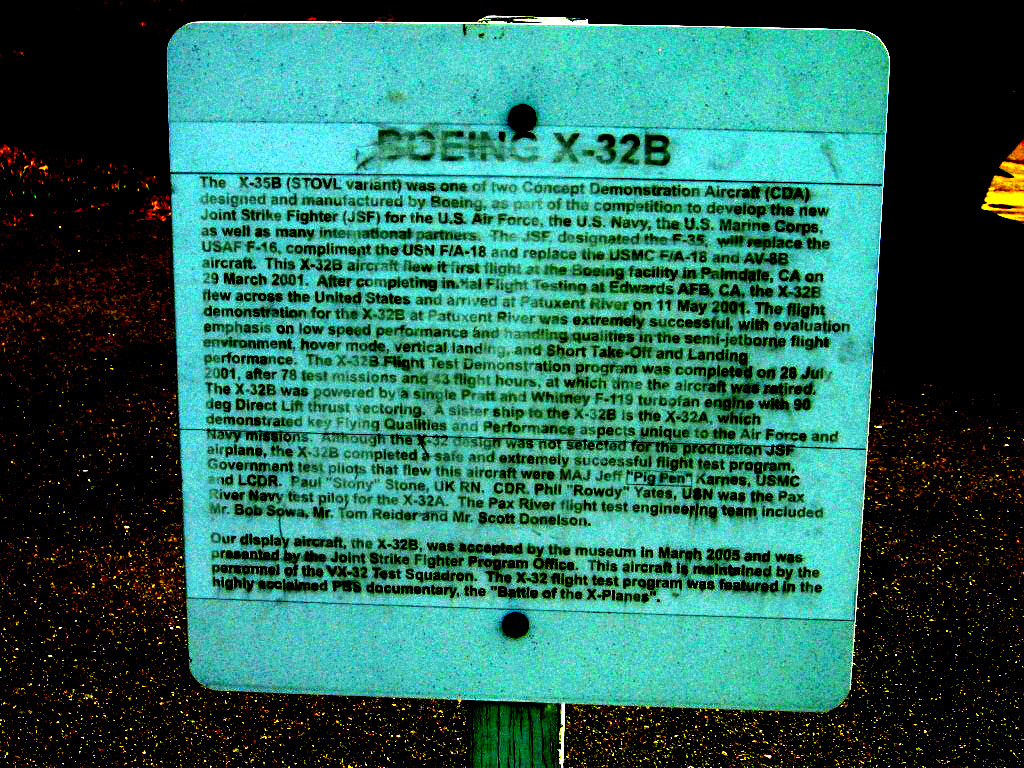 BOEING X-32B
The X-35B (STOVL variant) was one of two Concept Demonstration Aircraft (CDA)
designed and manufactured by Boeing, as part of the competition to develop the new
Joint Strike Fighter (JSF) for the U.S. Air Force, the U.S. Navy, the U.S. Marine Corps,
as well as many international partners. The JSF, designated the F-35, will replace the
USAF F-16, compliment the USN F/A-18 and replace the USMC F/A-18 and AV-8B
aircraft. This X-32B aircraft flew it first flight at the Boeing facility in Palmdale, CA on
29 March 2001. After completing initial Flight Testing at Edwards AFB, CA, the X-32B
flew across the United States and arrived at Patuxent River on 11 May 2001. The flight
demonstration for the X-32B at Patuxent River was extremely successful, with evaluation
emphasis on low speed performance and handling qualities in the semi-jetborne flight
environment, hover mode, vertical landing, and Short Take-Off and Landing
performance. The X-32B Flight Test Demonstration program was completed on 28 July
2001, after 78 test missions and 43 flight hours, at which time the aircraft was retired.
The X-32B was powered by a single Pratt and Whitney F-119 turbofan engine with 90
deg Direct Lift thrust vectoring. A sister ship to the X-32B is the X-32A, which
demonstrated key Flying Qualities and Performance aspects unique to the Air Force and
Navy missions. Although the X-32 design was not selected for the production JSF
airplane, the X-32B completed a safe and extremely successful flight test program,
Government test pilots that flew this aircraft were MAJ Jeff "Pig Pen" Karnes, USMC
and LCDR. Paul "Stony" Stone, UK RN. CDR. Phil "Rowdy" Yates, USN was the Pax
River Navy test pilot for the X-32A. The Pax River flight test engineering team included
Mr. Bob Sowa, Mr. Tom Reider and Mr. Scott Donelson.
Our display aircraft, the X-32B, was accepted by the museum in March 2005 and was
presented by the Joint Strike Fighter Program Office. This aircraft is maintained by the
personnel of the VX-32 Test Squadron. The X-32 flight test program was featured in the
highly acclaimed PBS documentary, the "Battle of the X-Planes".